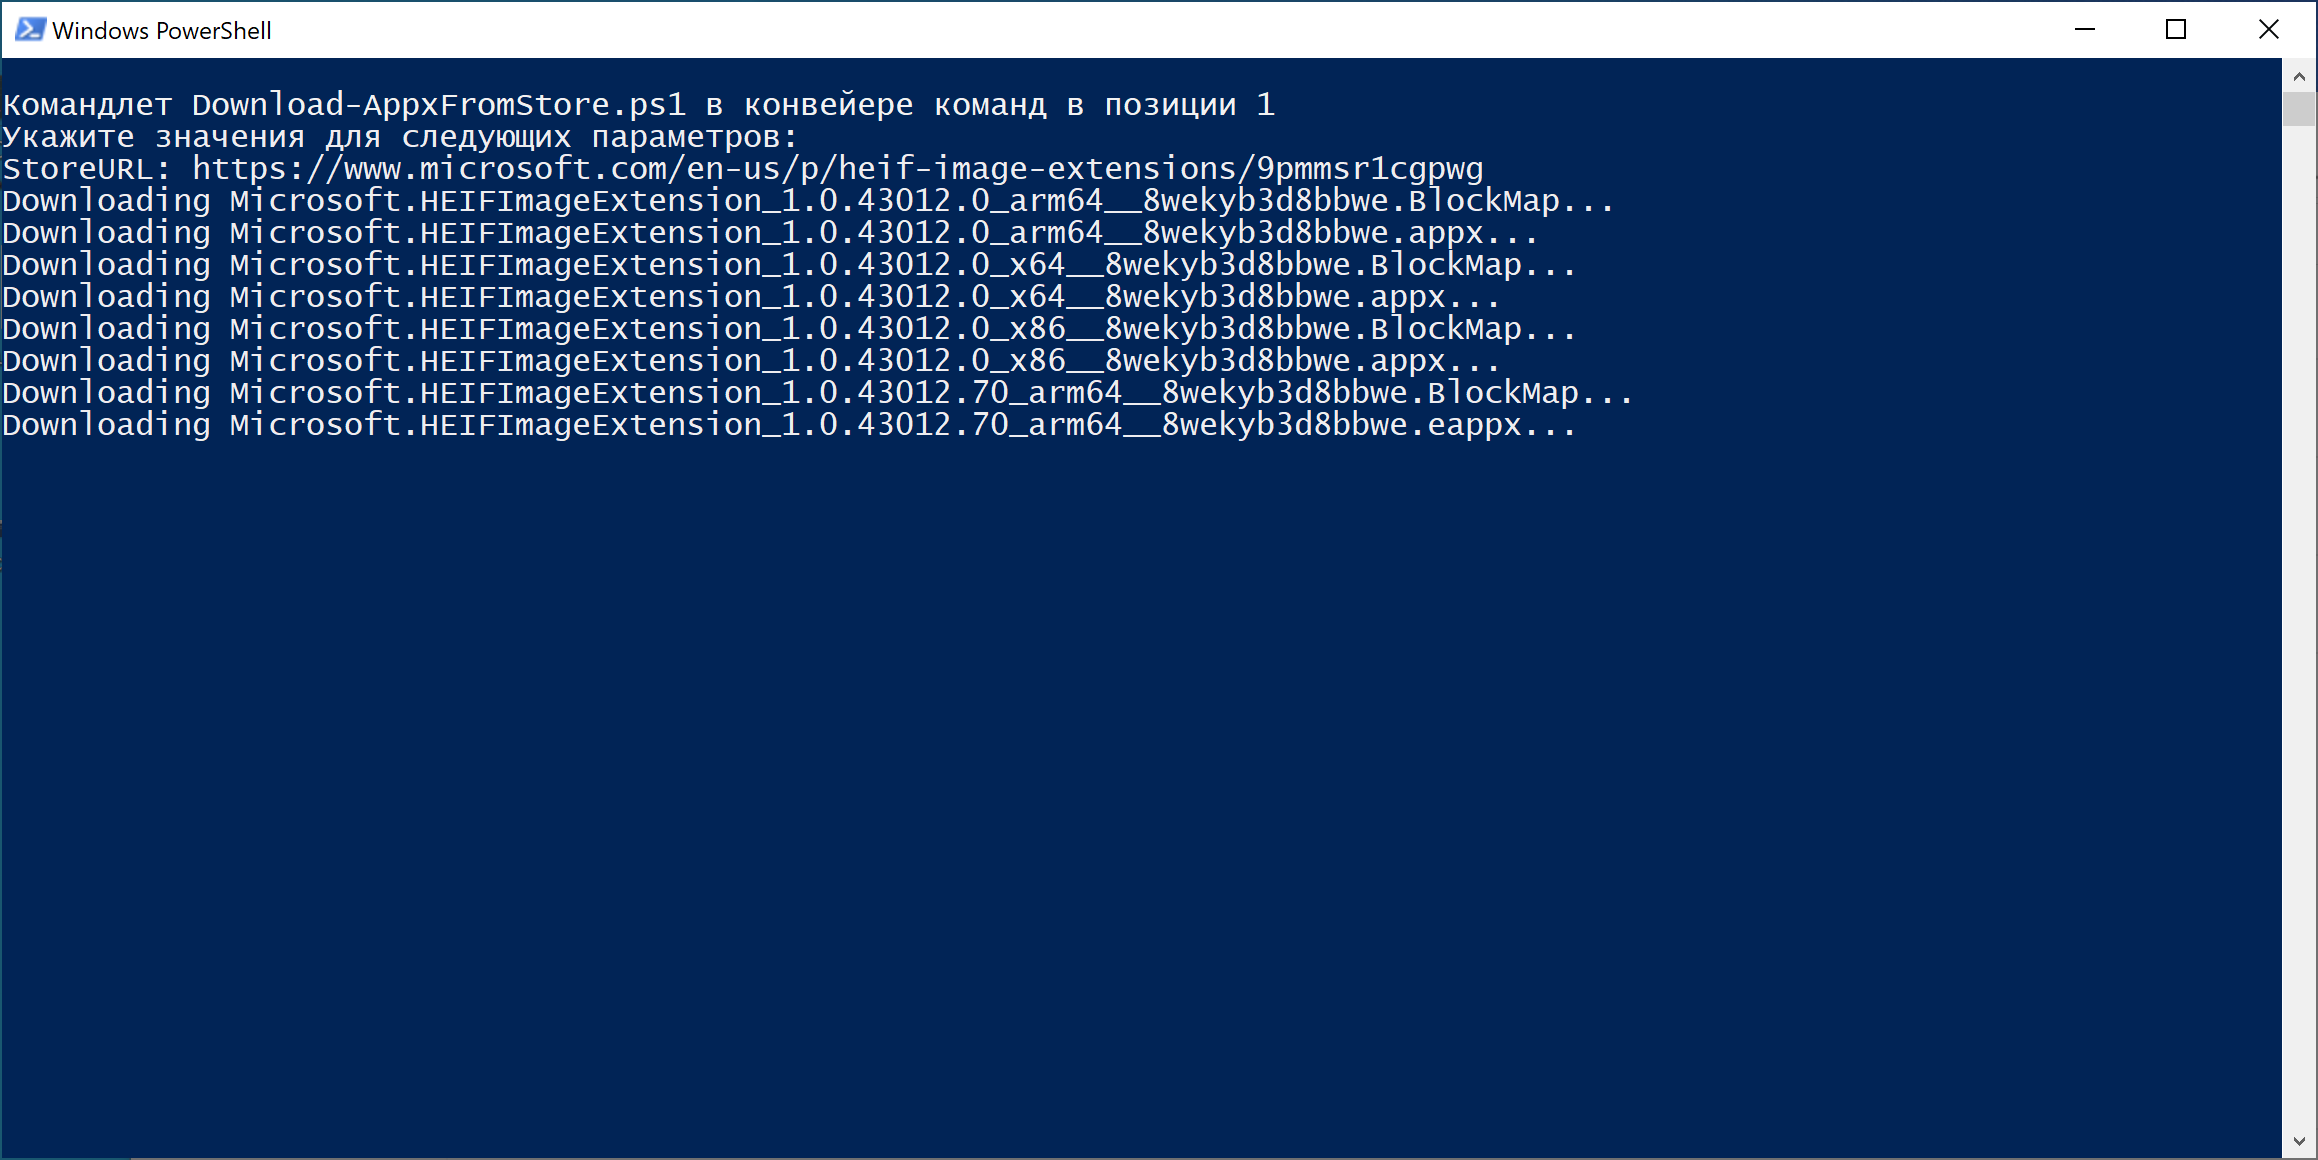 Windows PowerShell
Командлет Download-AppxFromStore.ps1 в конвейере команд в позиции 1
Укажите значения для следующих параметров:
StoreURL: https://www.microsoft.com/en-us/p/heif-image-extensions/9pmmsr1cgpwg
Downloading Microsoft.HEIFImageExtension_1.0.43012.0_arm64__8wekyb3d8bbwe.BlockMap...
Downloading Microsoft.HEIFImageExtension_1.0.43012.0_arm64__8wekyb3d8bbwe.appx...
Downloading Microsoft.HEIFImageExtension_1.0.43012.0_x64__8wekyb3d8bbwe.BlockMap...
Downloading Microsoft.HEIFImageExtension_1.0.43012.0_x64__8wekyb3d8bbwe.appx...
Downloading Microsoft.HEIFImageExtension_1.0.43012.0_x86__8wekyb3d8bbwe.BlockMap...
Downloading Microsoft.HEIFImageExtension_1.0.43012.0_x86__8wekyb3d8bbwe.appx...
Downloading Microsoft.HEIFImageExtension_1.0.43012.70_arm64__8wekyb3d8bbwe.BlockMap...
Downloading Microsoft.HEIFImageExtension_1.0.43012.70_arm64__8wekyb3d8bbwe.eappx...